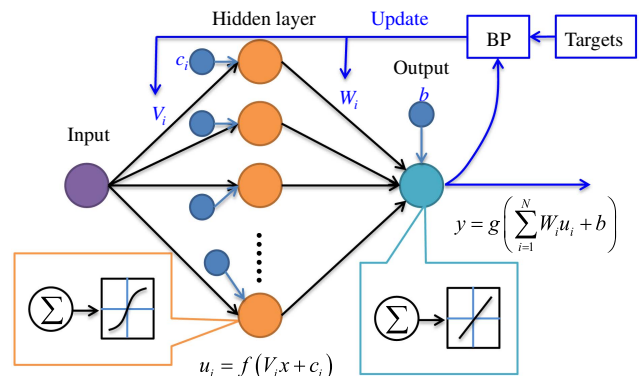 Hidden layer
Update
BP
Targets
c_i
V_i
W_i
Output
b
Input
y = g(∑_{i=1}^{N} W_i u_i + b)
∑
∑
u_i = f(V_i x + c_i)